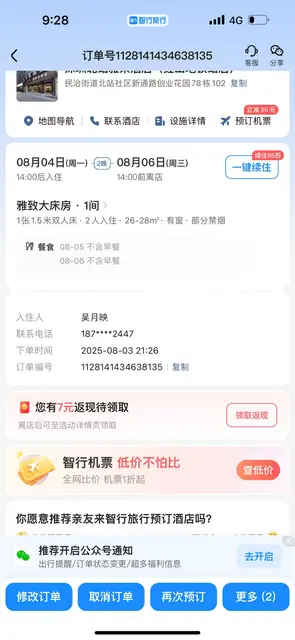 9:28
智行旅行
4G
订单号1128141434638135
客服
分享
民治街道北站社区新通路创业花园78栋102 复制
立减30元
地图导航
联系酒店
设施详情
预订机票
08月04日(周一)
2晚
08月06日(周三)
14:00后入住
14:00前离店
续住85折
一键续住
雅致大床房 · 1间
1张1.5米双人床 · 2人入住 · 26-28m² · 有窗 · 部分禁烟
餐食
08-05 不含早餐
08-06 不含早餐
入住人 吴月映
联系电话 187****2447
下单时间 2025-08-03 21:26
订单编号 1128141434638135 | 复制
您有7元返现待领取
离店后可至活动详情页领取
领取返现
智行机票 低价不怕比
全网比价 机票1折起
查低价
你愿意推荐亲友来智行旅行预订酒店吗?
推荐开启公众号通知
出行提醒/订单状态变更/超多福利信息
去开启
修改订单
取消订单
再次预订
更多 (2)